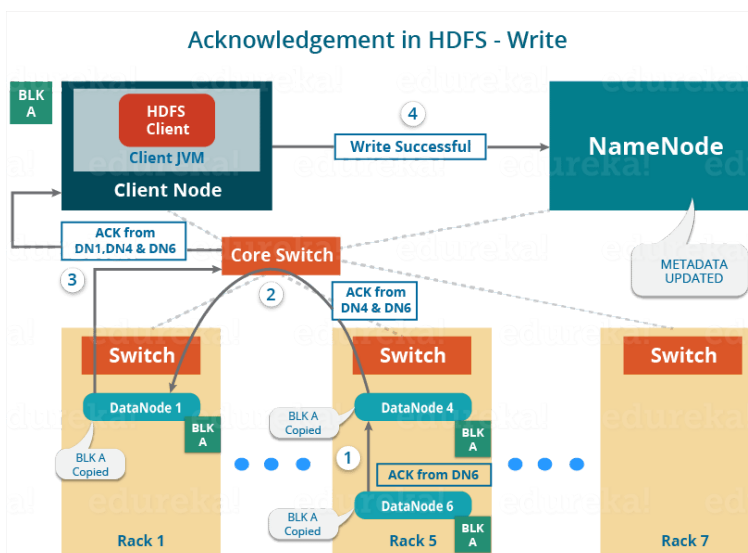 Acknowledgement in HDFS - Write
BLK
A
HDFS
Client
Client JVM
Client Node
4
Write Successful
NameNode
ACK from
DN1,DN4 & DN6
Core Switch
METADATA
UPDATED
3
2
ACK from
DN4 & DN6
Switch
Switch
Switch
DataNode 1
BLK
A
BLK A
Copied
DataNode 4
BLK A
Copied
BLK
A
1
ACK from DN6
DataNode 6
BLK A
Copied
BLK
A
Rack 1
Rack 5
Rack 7
edureka!